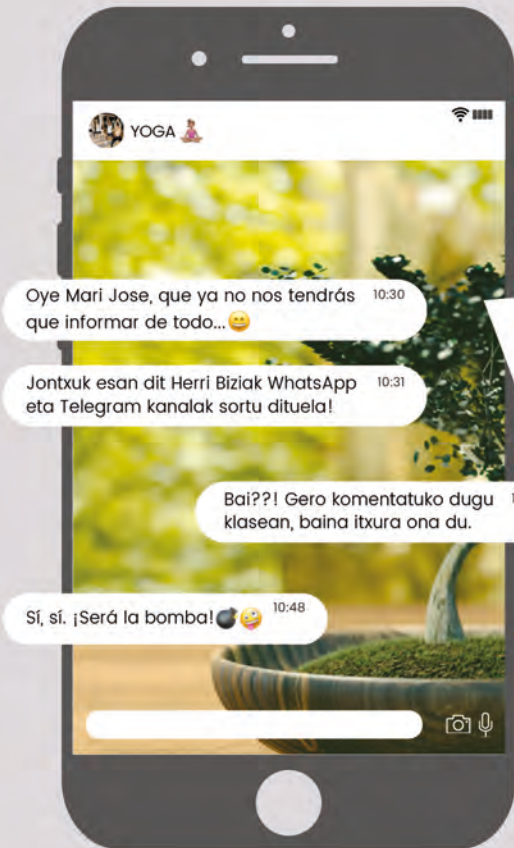 YOGA 🧘🏽‍♀️
Oye Mari Jose, que ya no nos tendrás 10:30
que informar de todo... 😀
Jontxuk esan dit Herri Biziak WhatsApp 10:31
eta Telegram kanalak sortu dituela!
Bai??! Gero komentatuko dugu
klasean, baina itxura ona du.
Sí, sí. ¡Será la bomba!💣🤪 10:48